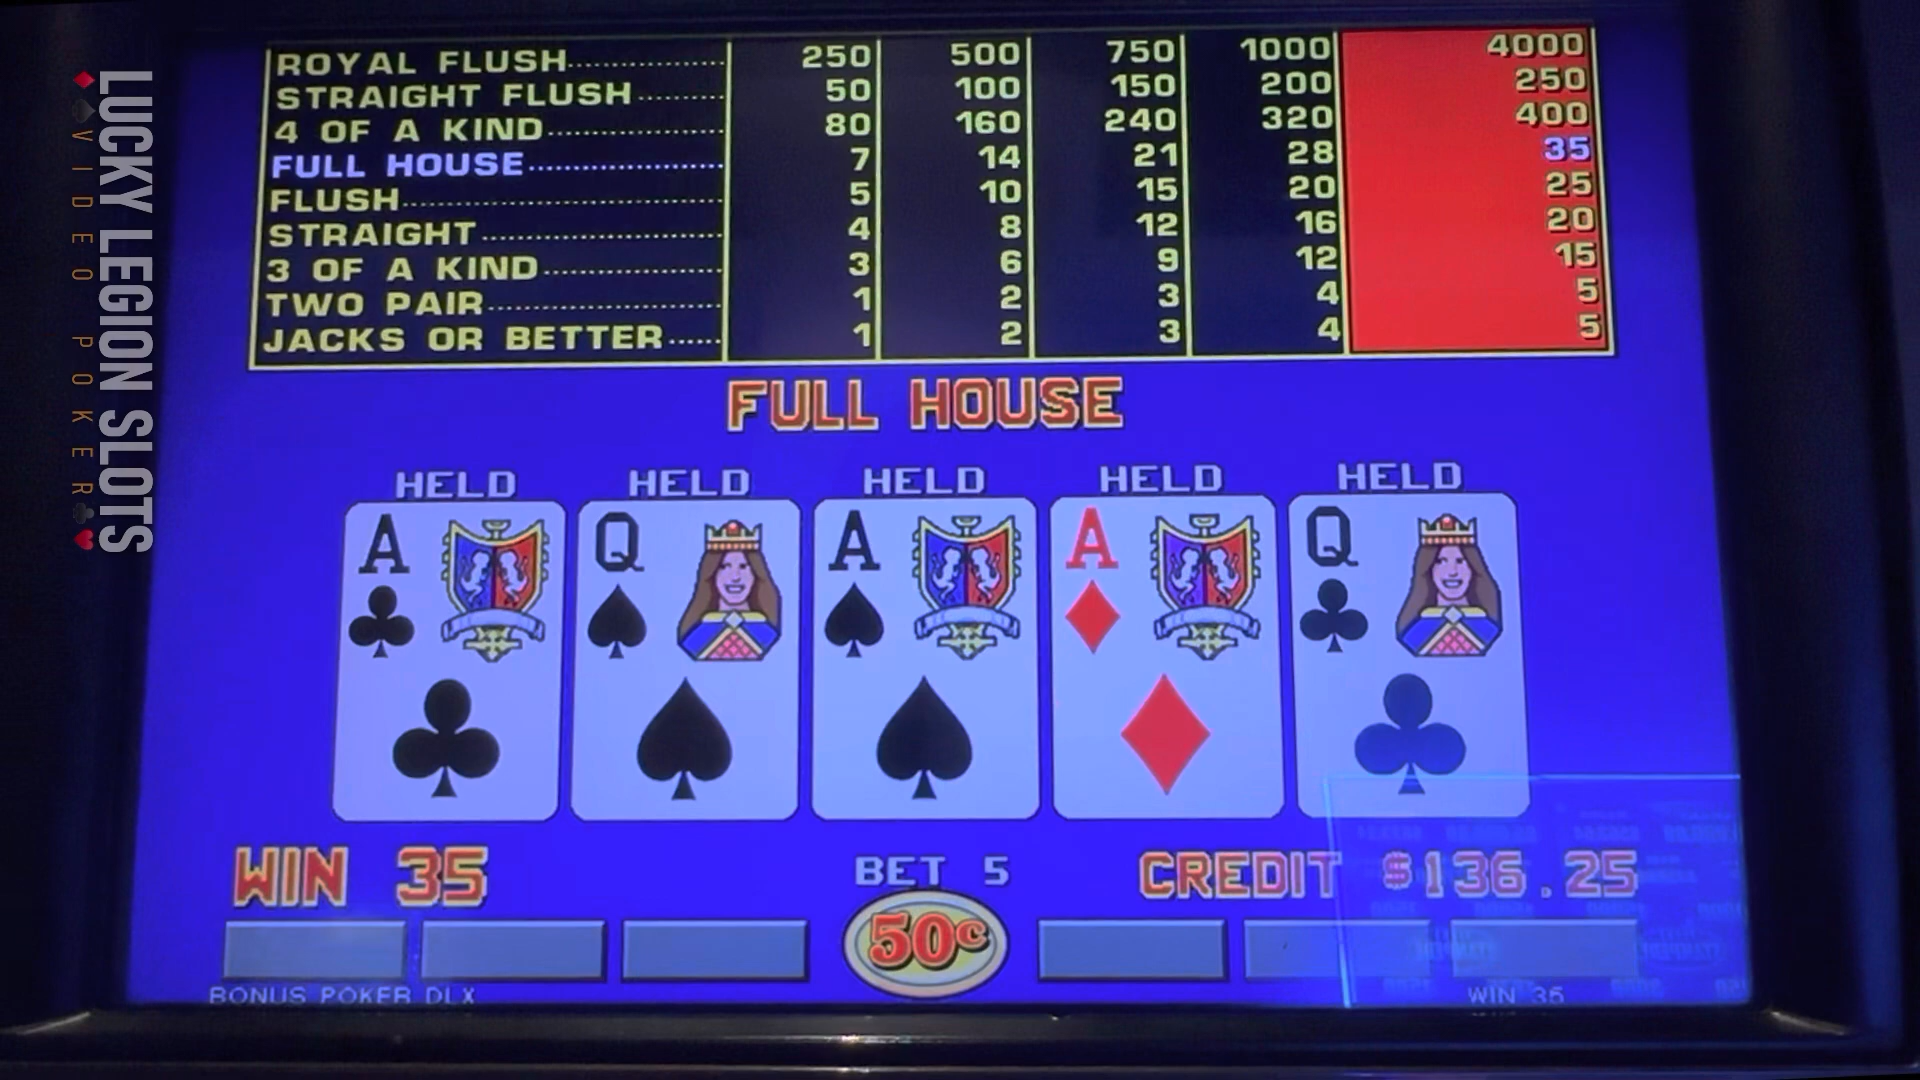 ROYAL FLUSH 250 500 750 1000 4000
STRAIGHT FLUSH 50 100 150 200 250
4 OF A KIND 80 160 240 320 400
FULL HOUSE 7 14 21 28 35
FLUSH 5 10 15 20 25
STRAIGHT 4 8 12 16 20
3 OF A KIND 3 6 9 12 15
TWO PAIR 1 2 3 4 5
JACKS OR BETTER 1 2 3 4 5
FULL HOUSE
HELD HELD HELD HELD HELD
A Q A A Q
WIN 35 BET 5 CREDIT $136.25
50¢
BONUS POKER DLX WIN 35
LUCKY LEGION SLOTS
VIDEO POKER